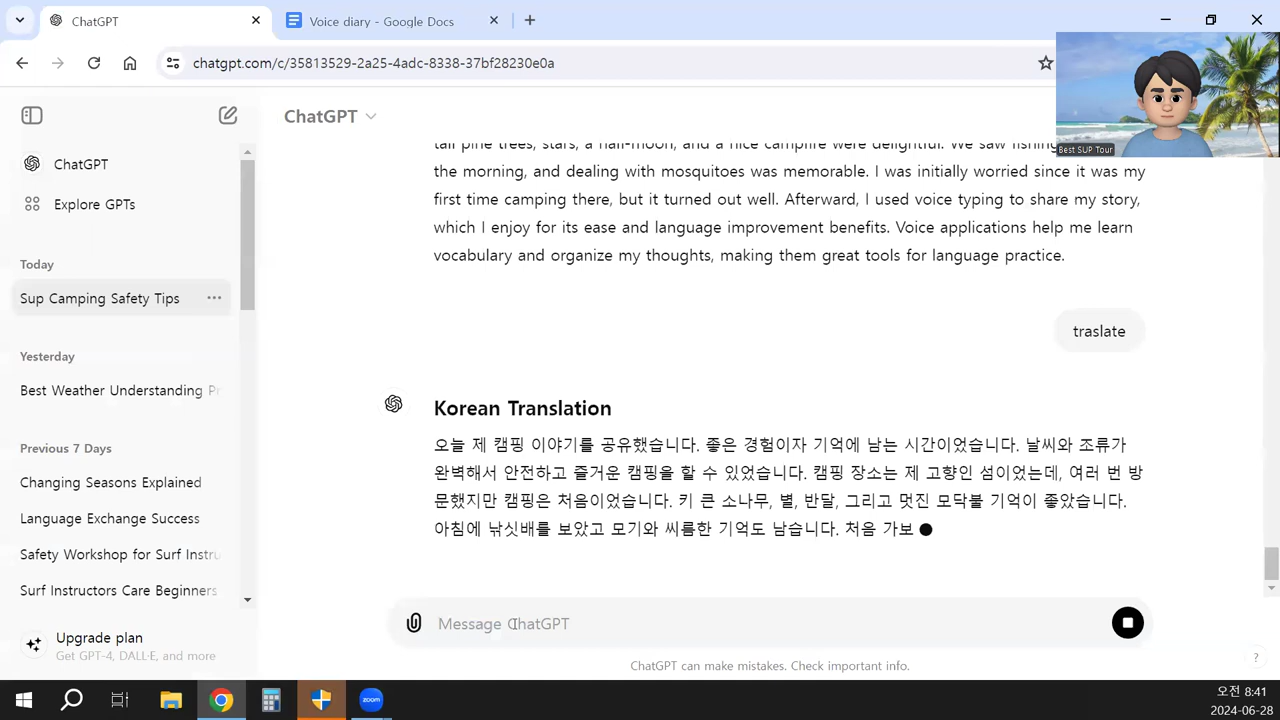 ChatGPT
Voice diary - Google Docs
chatgpt.com/c/35813529-2a25-4adc-8338-37bf28230e0a
Best SUP Tour
ChatGPT
Explore GPTs
Today
Sup Camping Safety Tips
Yesterday
Best Weather Understanding Pr
Previous 7 Days
Changing Seasons Explained
Language Exchange Success
Safety Workshop for Surf Instru
Surf Instructors Care Beginners
Upgrade plan
Get GPT-4, DALL·E, and more
ChatGPT
tall pine trees, stars, a half-moon, and a nice campfire were delightful. We saw fishing
the morning, and dealing with mosquitoes was memorable. I was initially worried since it was my
first time camping there, but it turned out well. Afterward, I used voice typing to share my story,
which I enjoy for its ease and language improvement benefits. Voice applications help me learn
vocabulary and organize my thoughts, making them great tools for language practice.
traslate
Korean Translation
오늘 제 캠핑 이야기를 공유했습니다. 좋은 경험이자 기억에 남는 시간이었습니다. 날씨와 조류가
완벽해서 안전하고 즐거운 캠핑을 할 수 있었습니다. 캠핑 장소는 제 고향인 섬이었는데, 여러 번 방
문했지만 캠핑은 처음이었습니다. 키 큰 소나무, 별, 반달, 그리고 멋진 모닥불 기억이 좋았습니다.
아침에 낚싯배를 보았고 모기와 씨름한 기억도 남습니다. 처음 가보
Message ChatGPT
ChatGPT can make mistakes. Check important info.
?
zoom
오전 8:41
2024-06-28